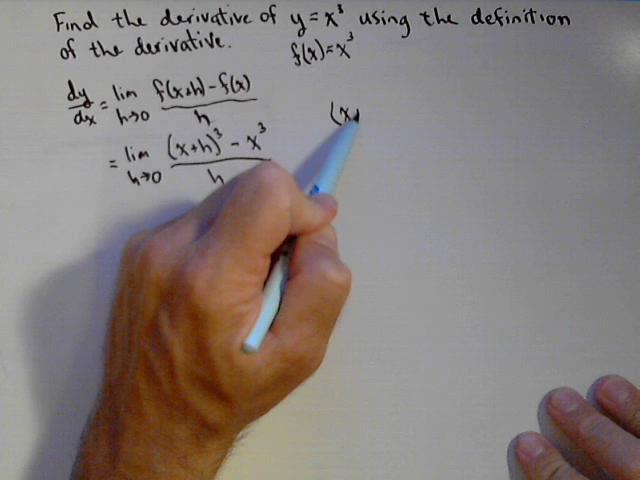 Find the derivative of y = x³ using the definition
of the derivative. f(x) = x³
dy/dx = lim h→0 (f(x+h) - f(x))/h
= lim h→0 ((x+h)³ - x³)/h
(x